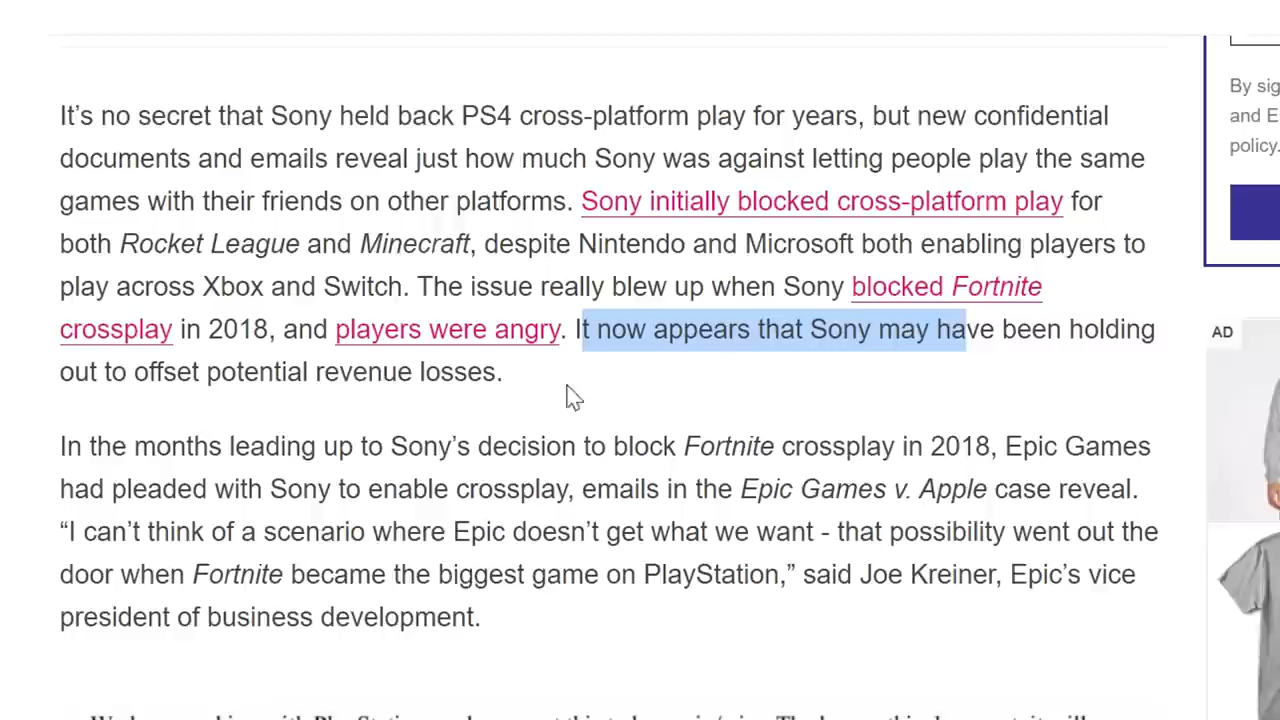 It’s no secret that Sony held back PS4 cross-platform play for years, but new confidential
documents and emails reveal just how much Sony was against letting people play the same
games with their friends on other platforms. Sony initially blocked cross-platform play for
both Rocket League and Minecraft, despite Nintendo and Microsoft both enabling players to
play across Xbox and Switch. The issue really blew up when Sony blocked Fortnite
crossplay in 2018, and players were angry. It now appears that Sony may have been holding
out to offset potential revenue losses.
In the months leading up to Sony’s decision to block Fortnite crossplay in 2018, Epic Games
had pleaded with Sony to enable crossplay, emails in the Epic Games v. Apple case reveal.
“I can’t think of a scenario where Epic doesn’t get what we want - that possibility went out the
door when Fortnite became the biggest game on PlayStation,” said Joe Kreiner, Epic’s vice
president of business development.
By sig
and E
policy.
AD